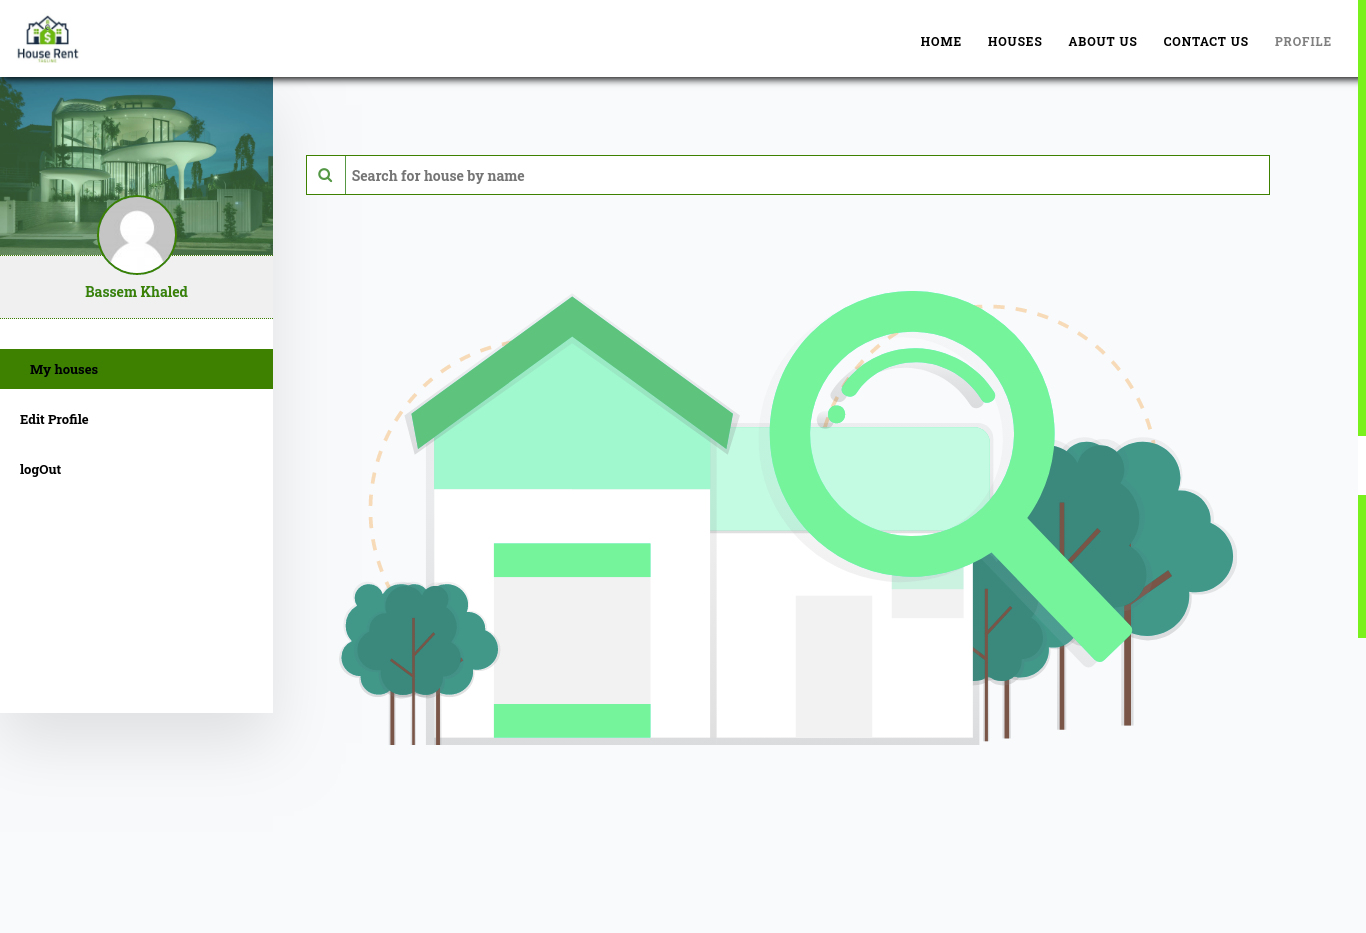 House Rent
HOME
HOUSES
ABOUT US
CONTACT US
PROFILE
Search for house by name
Bassem Khaled
My houses
Edit Profile
logOut